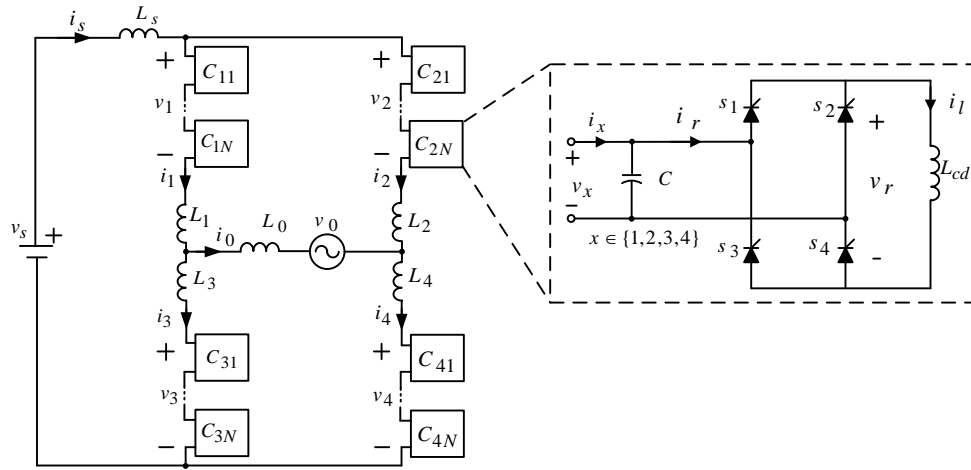 i_s
L_s
+
C_11
v_1
−
C_1N
i_1
+
C_21
v_2
−
C_2N
i_2
L_1
L_2
v_s
+
i_0
L_0
v_0
L_3
L_4
i_3
+
C_31
v_3
−
C_3N
i_4
+
C_41
v_4
−
C_4N
i_x
+
v_x
−
C
x ∈ {1,2,3,4}
i_r
s_1
s_2
s_3
s_4
+
v_r
-
i_l
L_cd